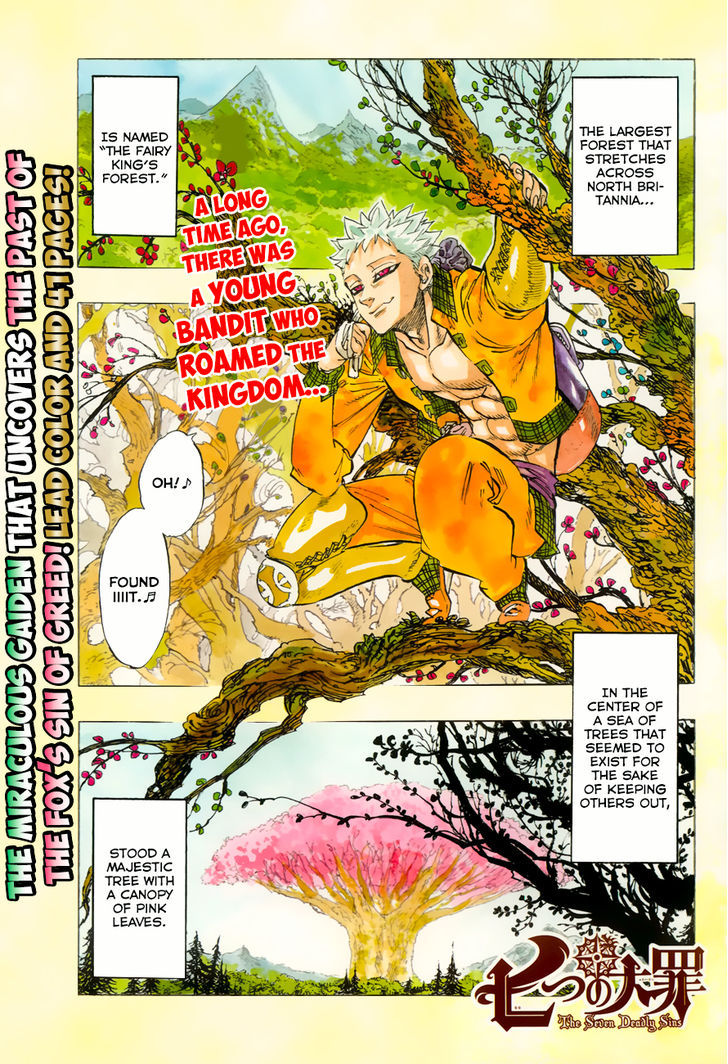 THE LARGEST
FOREST THAT
STRETCHES
ACROSS
NORTH BRI-
TANNIA...
IS NAMED
"THE FAIRY
KING'S
FOREST."
A LONG
TIME AGO,
THERE WAS
A YOUNG
BANDIT WHO
ROAMED THE
KINGDOM...
OH!♪
FOUND
IIIIT.♬
IN THE
CENTER OF
A SEA OF
TREES THAT
SEEMED TO
EXIST FOR
THE SAKE
OF KEEPING
OTHERS OUT,
STOOD A
MAJESTIC
TREE WITH
A CANOPY
OF PINK
LEAVES.
THE MIRACULOUS GAIDEN THAT UNCOVERS THE PAST OF
THE FOX'S SIN OF GREED! LEAD COLOR AND 41 PAGES!
七つの大罪
The Seven Deadly Sins